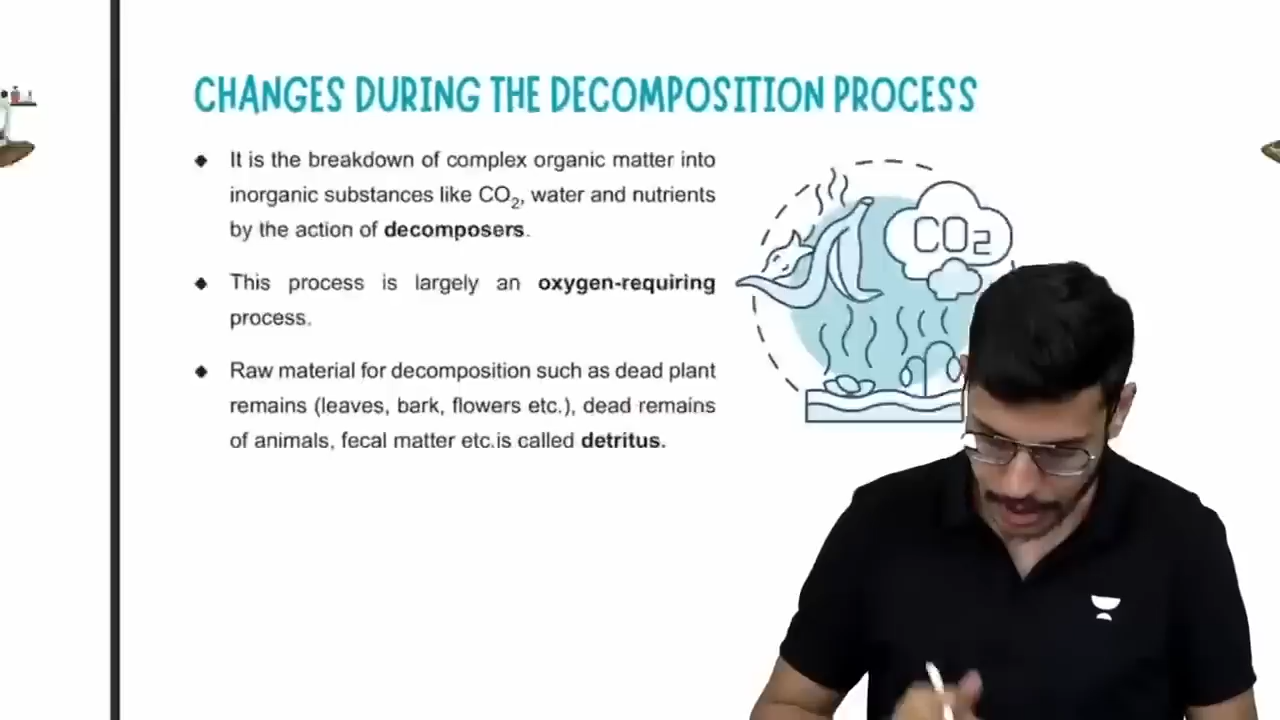 CHANGES DURING THE DECOMPOSITION PROCESS
◆ It is the breakdown of complex organic matter into
inorganic substances like CO₂, water and nutrients
by the action of decomposers.
◆ This process is largely an oxygen-requiring
process.
◆ Raw material for decomposition such as dead plant
remains (leaves, bark, flowers etc.), dead remains
of animals, fecal matter etc.is called detritus.
CO₂